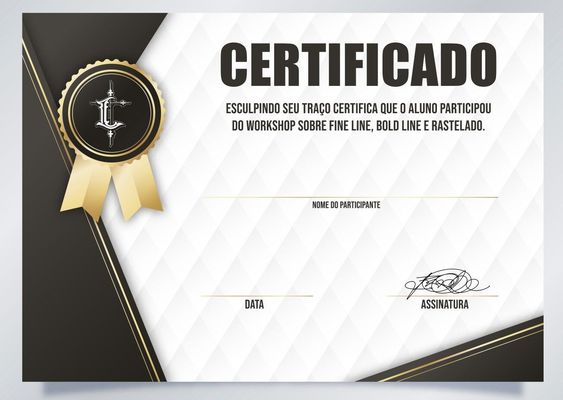 CERTIFICADO
ESCULPINDO SEU TRAÇO CERTIFICA QUE O ALUNO PARTICIPOU
DO WORKSHOP SOBRE FINE LINE, BOLD LINE E RASTELADO.
NOME DO PARTICIPANTE
DATA
ASSINATURA